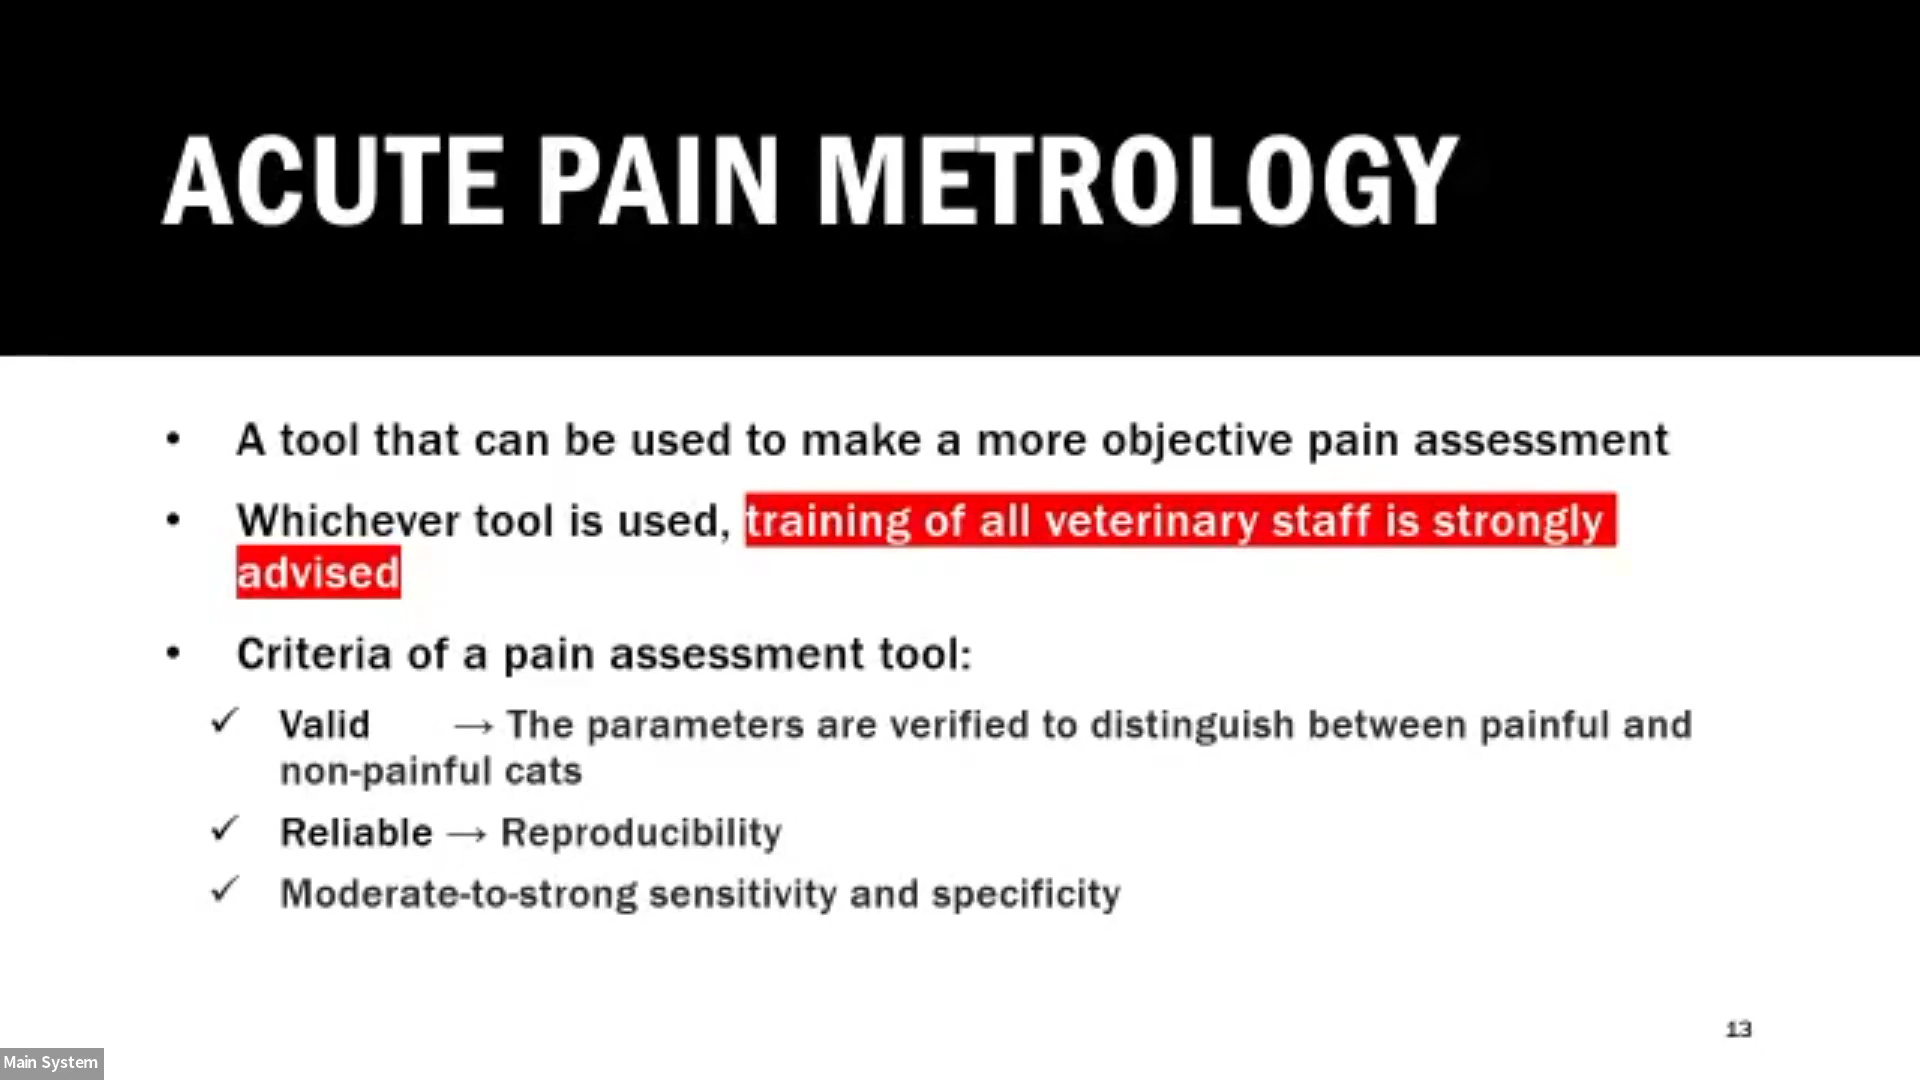 ACUTE PAIN METROLOGY
• A tool that can be used to make a more objective pain assessment
• Whichever tool is used, training of all veterinary staff is strongly
advised
• Criteria of a pain assessment tool:
✓ Valid → The parameters are verified to distinguish between painful and
non-painful cats
✓ Reliable → Reproducibility
✓ Moderate-to-strong sensitivity and specificity
13
Main System